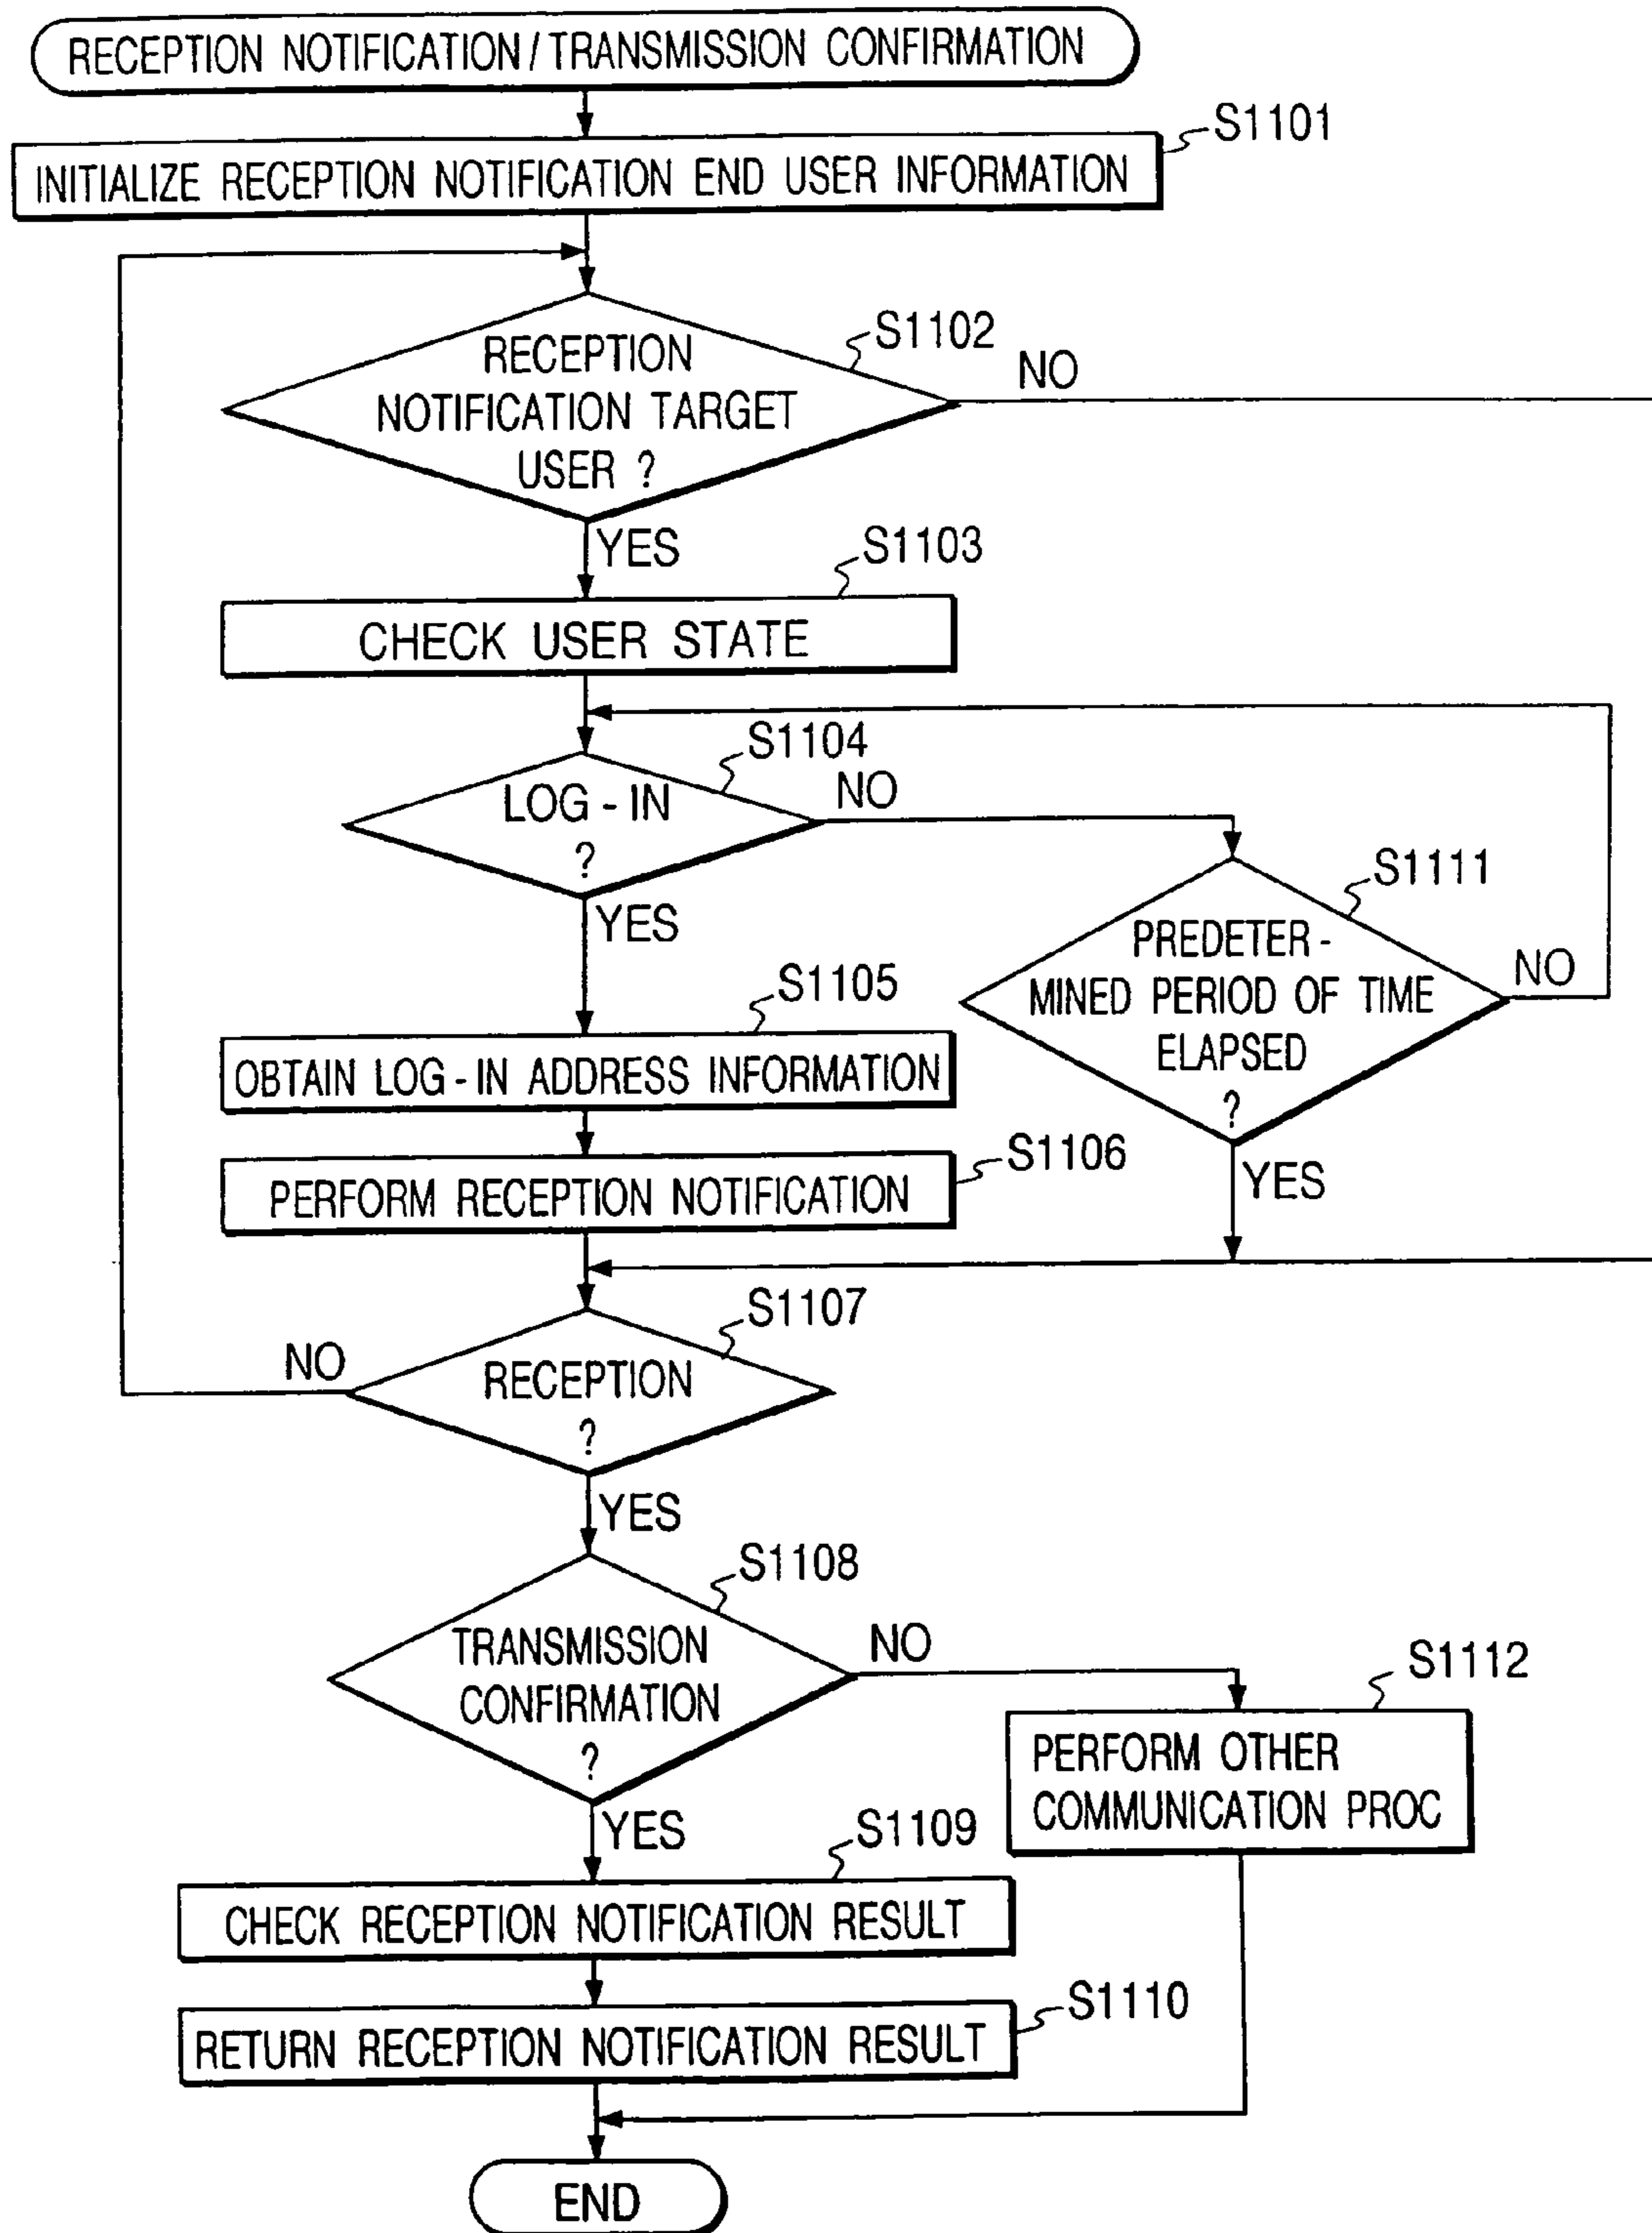 RECEPTION NOTIFICATION / TRANSMISSION CONFIRMATION
S1101
INITIALIZE RECEPTION NOTIFICATION END USER INFORMATION
S1102
RECEPTION
NOTIFICATION TARGET
USER ?
NO
YES
S1103
CHECK USER STATE
S1104
LOG - IN
?
NO
YES
S1111
PREDETER -
MINED PERIOD OF TIME
ELAPSED
?
NO
YES
S1105
OBTAIN LOG - IN ADDRESS INFORMATION
S1106
PERFORM RECEPTION NOTIFICATION
S1107
RECEPTION
?
NO
YES
S1108
TRANSMISSION
CONFIRMATION
?
NO
YES
S1112
PERFORM OTHER
COMMUNICATION PROC
S1109
CHECK RECEPTION NOTIFICATION RESULT
S1110
RETURN RECEPTION NOTIFICATION RESULT
END